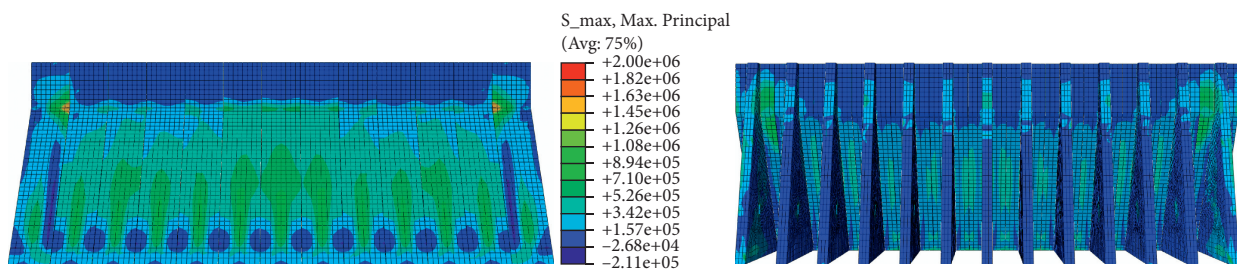 S_max, Max. Principal
(Avg: 75%)
+2.00e+06
+1.82e+06
+1.63e+06
+1.45e+06
+1.26e+06
+1.08e+06
+8.94e+05
+7.10e+05
+5.26e+05
+3.42e+05
+1.57e+05
−2.68e+04
−2.11e+05